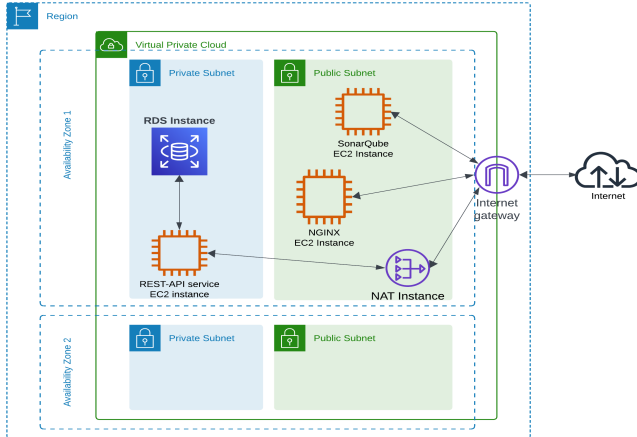 Region
Virtual Private Cloud
Availability Zone 1
Private Subnet
Public Subnet
RDS Instance
SonarQube
EC2 Instance
NGINX
EC2 Instance
REST-API service
EC2 instance
NAT Instance
Internet
gateway
Internet
Availability Zone 2
Private Subnet
Public Subnet